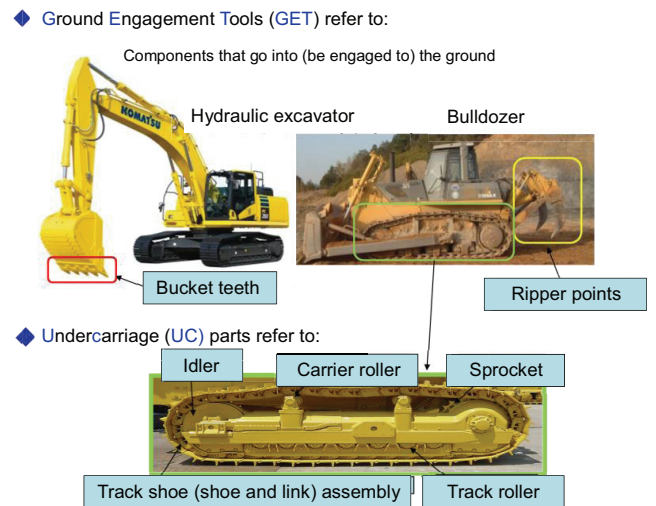 Ground Engagement Tools (GET) refer to:
Components that go into (be engaged to) the ground
Hydraulic excavator
Bulldozer
KOMATSU
Bucket teeth
Ripper points
Undercarriage (UC) parts refer to:
Idler
Carrier roller
Sprocket
Track shoe (shoe and link) assembly
Track roller